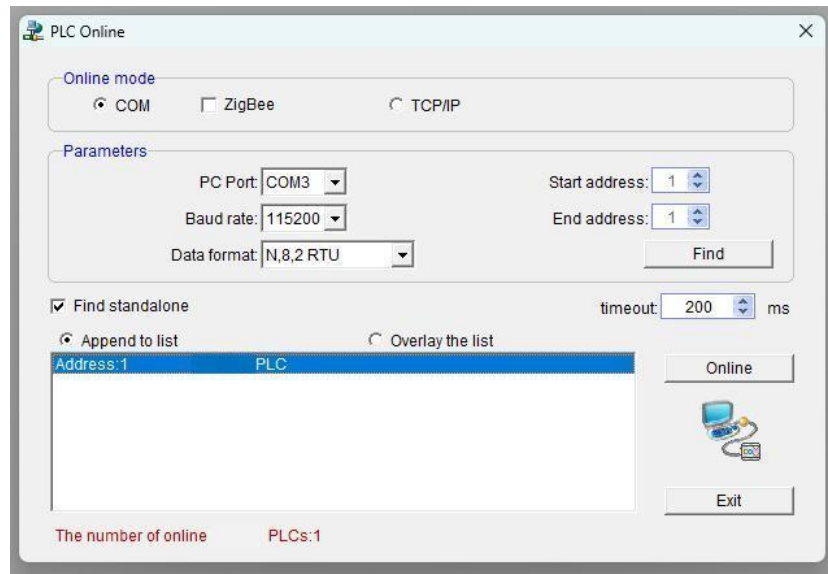 PLC Online
Online mode
COM ZigBee TCP/IP
Parameters
PC Port: COM3 Start address: 1
Baud rate: 115200 End address: 1
Data format: N,8,2 RTU Find
Find standalone timeout: 200 ms
Append to list Overlay the list
Address:1 PLC
Online
Exit
The number of online PLCs:1